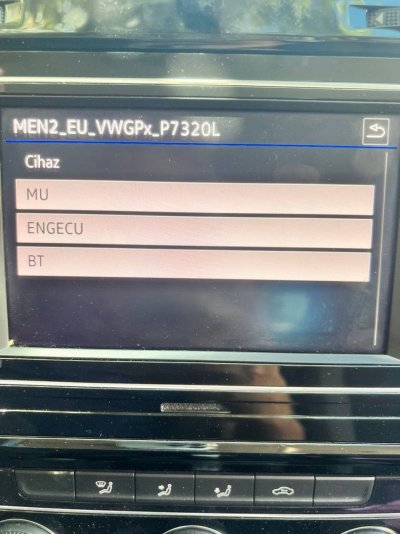 MEN2_EU_VWGPx_P7320L
Cihaz
MU
ENGECU
BT